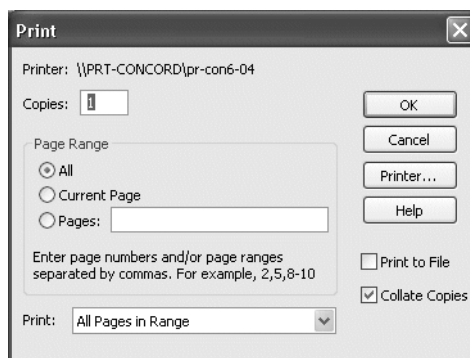 Print
Printer: \\PRT-CONCORD\pr-con6-04
Copies: 1
OK
Cancel
Printer...
Help
Page Range
All
Current Page
Pages:
Enter page numbers and/or page ranges
separated by commas. For example, 2,5,8-10
Print to File
Collate Copies
Print: All Pages in Range